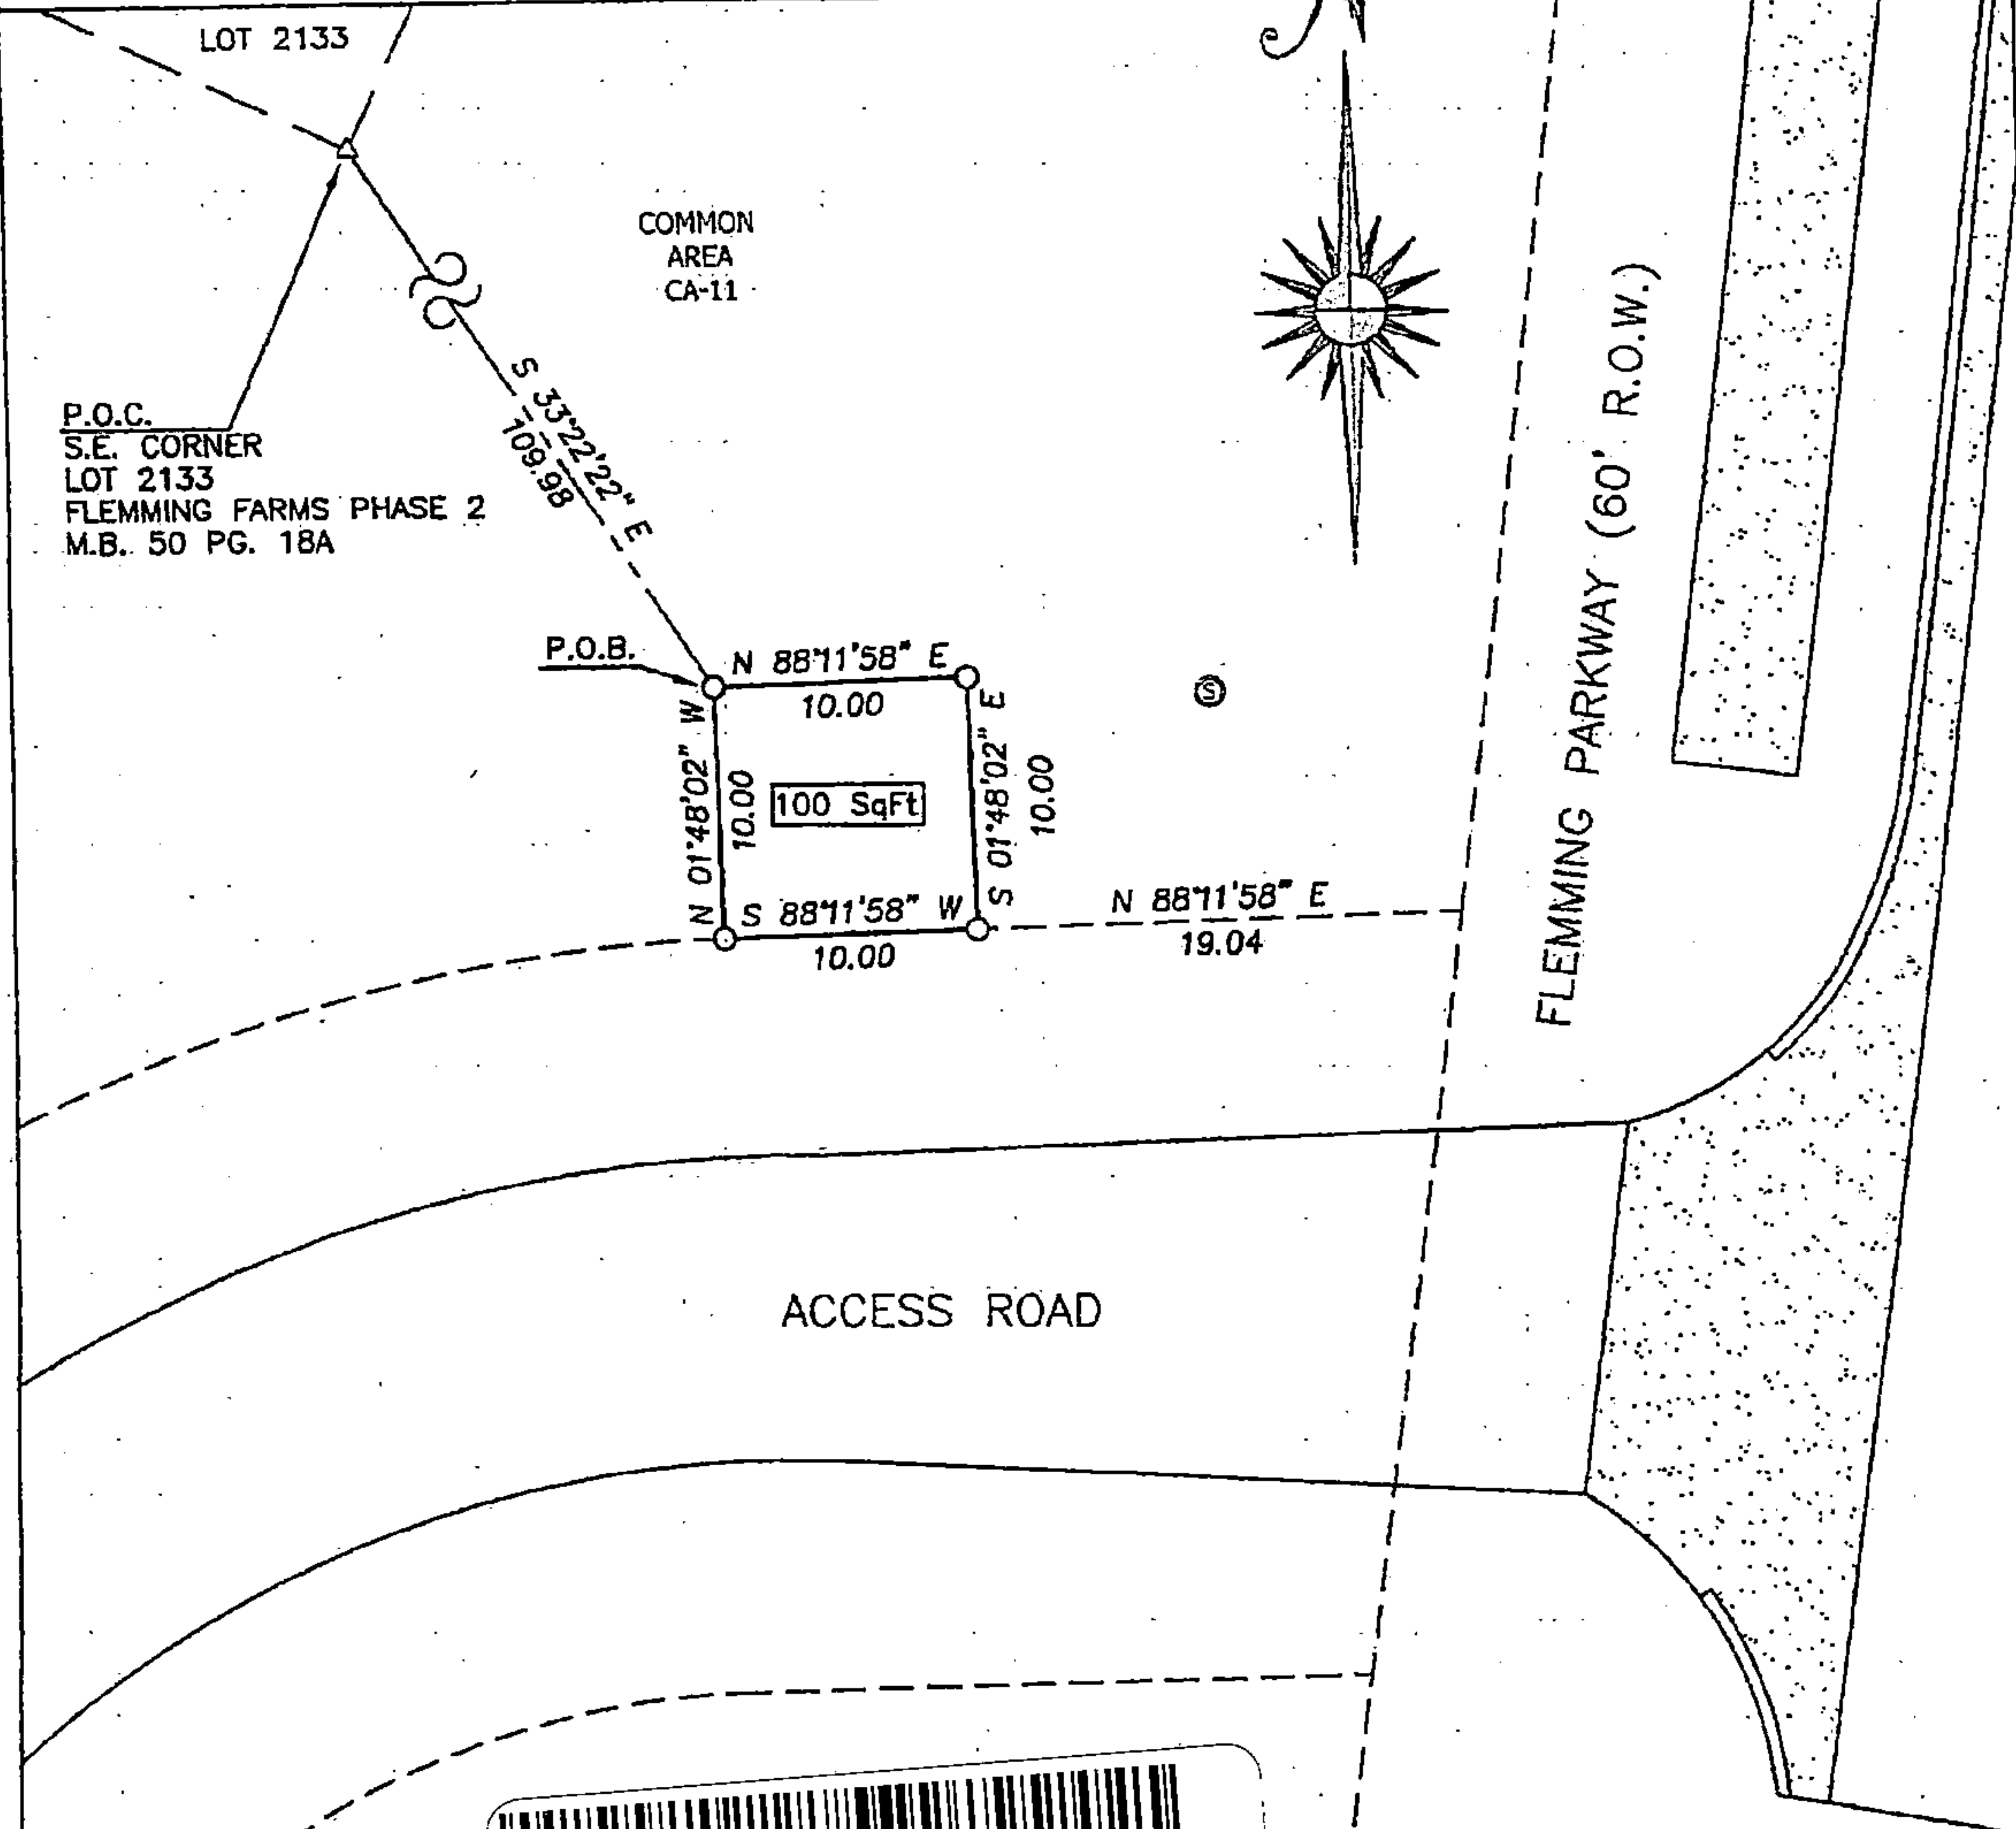 LOT 2133
COMMON
AREA
CA-11
P.O.C.
S.E. CORNER
LOT 2133
FLEMMING FARMS PHASE 2
M.B. 50 PG. 18A
S 33°22'22" E
109.98
P.O.B.
N 88°11'58" E
10.00
N 01°48'02" W
10.00
100 SqFt
S 01°48'02" E
10.00
S 88°11'58" W
10.00
N 88°11'58" E
19.04
S
FLEMMING PARKWAY (60' R.O.W.)
ACCESS ROAD